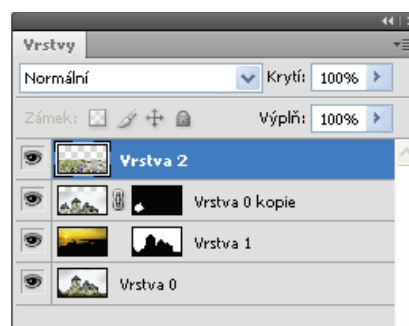 Vrstvy
Normální Krytí: 100%
Zámek: Výplň: 100%
Vrstva 2
Vrstva 0 kopie
Vrstva 1
Vrstva 0